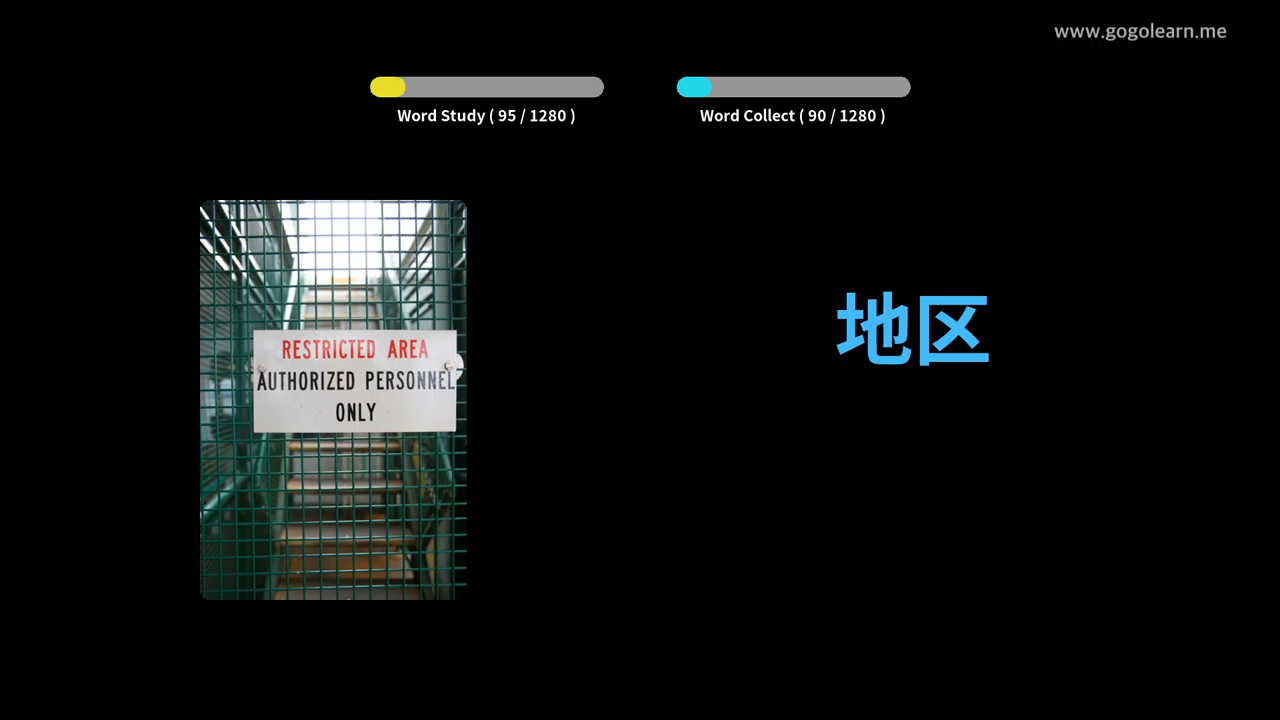 www.gogolearn.me
Word Study ( 95 / 1280 )
Word Collect ( 90 / 1280 )
RESTRICTED AREA
AUTHORIZED PERSONNEL
ONLY
地区